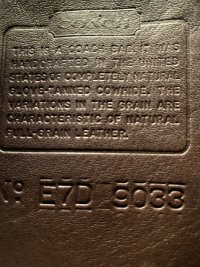 THIS IS A COACH BAG. IT WAS
HANDCRAFTED IN THE UNITED
STATES OF COMPLETELY NATURAL
GLOVE-TANNED COWHIDE. THE
VARIATIONS IN THE GRAIN ARE
CHARACTERISTIC OF NATURAL
FULL-GRAIN LEATHER.
No E7D 9033